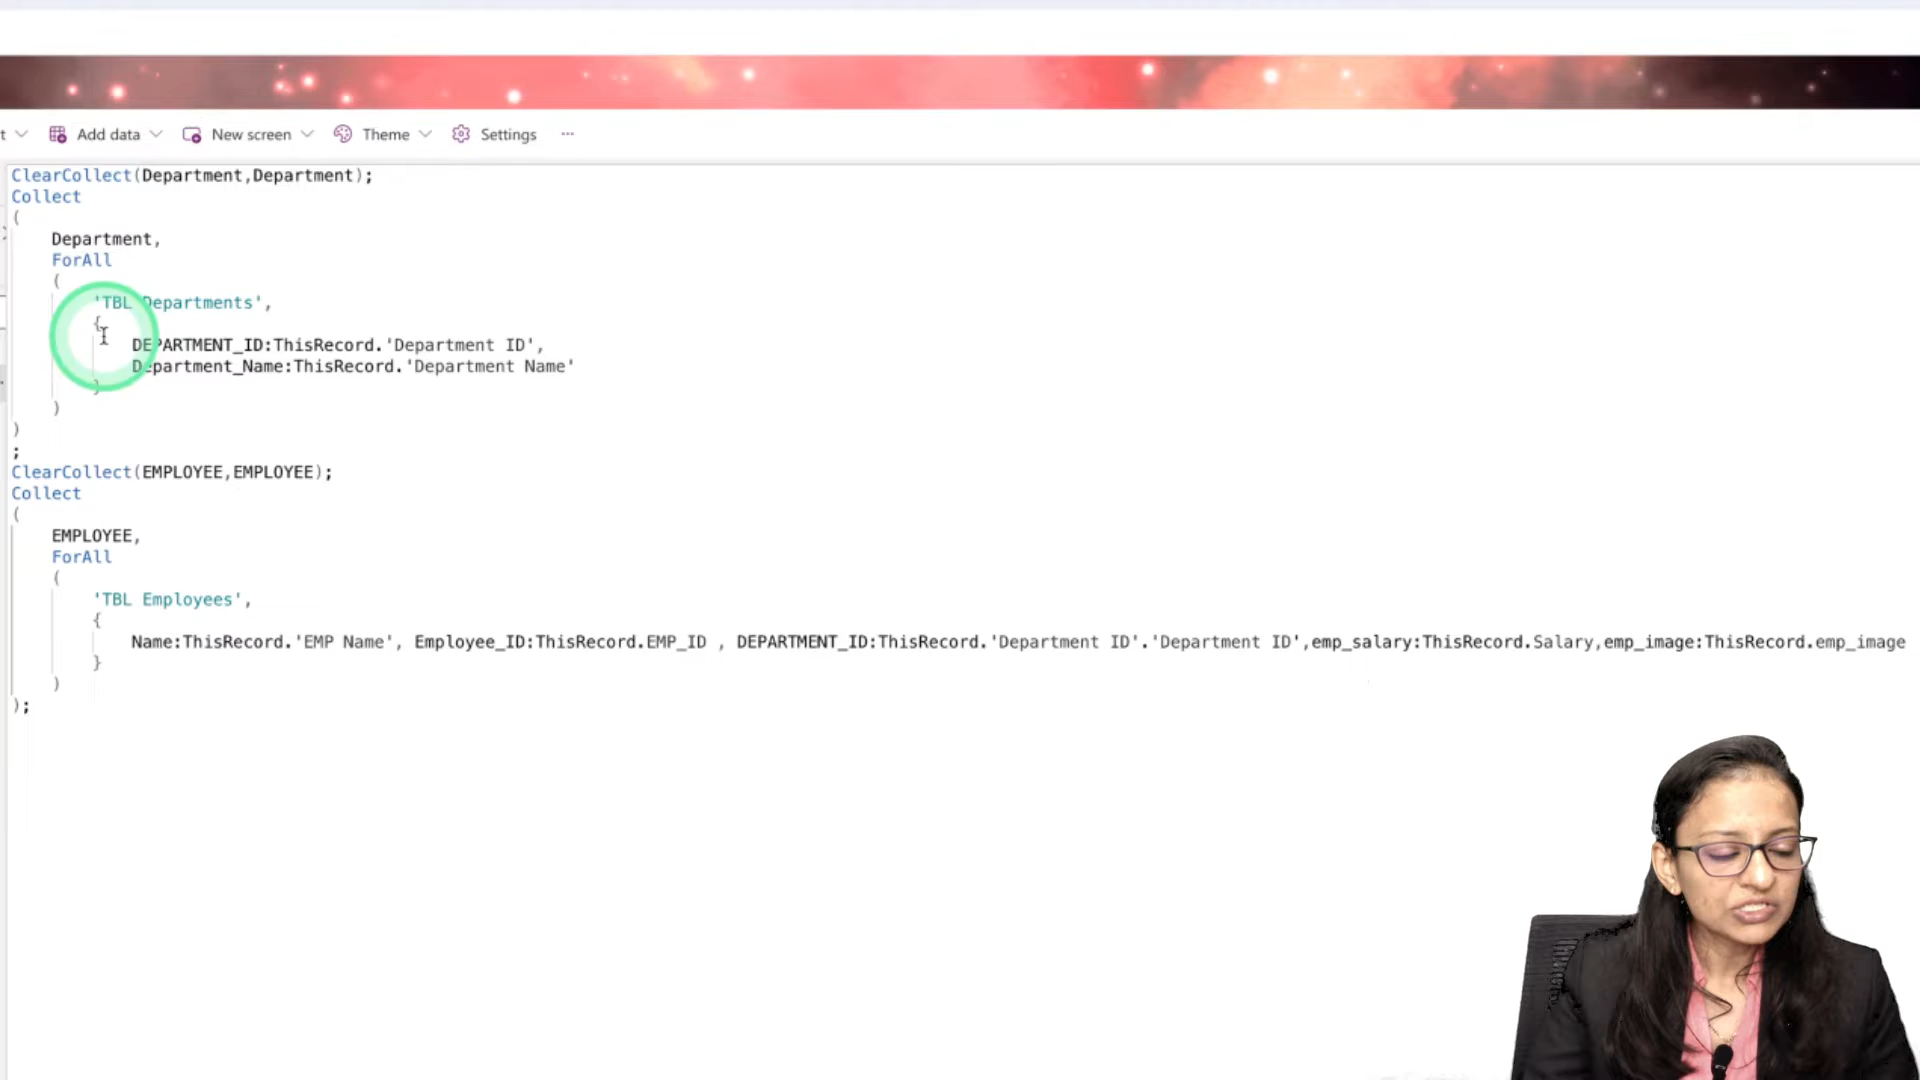 t Add data New screen Theme Settings ...
ClearCollect(Department,Department);
Collect
(
Department,
ForAll
(
'TBL Departments',
{
DEPARTMENT_ID:ThisRecord.'Department ID',
Department_Name:ThisRecord.'Department Name'
}
)
)
;
ClearCollect(EMPLOYEE,EMPLOYEE);
Collect
(
EMPLOYEE,
ForAll
(
'TBL Employees',
{
Name:ThisRecord.'EMP Name', Employee_ID:ThisRecord.EMP_ID , DEPARTMENT_ID:ThisRecord.'Department ID'.'Department ID',emp_salary:ThisRecord.Salary,emp_image:ThisRecord.emp_image
}
)
);